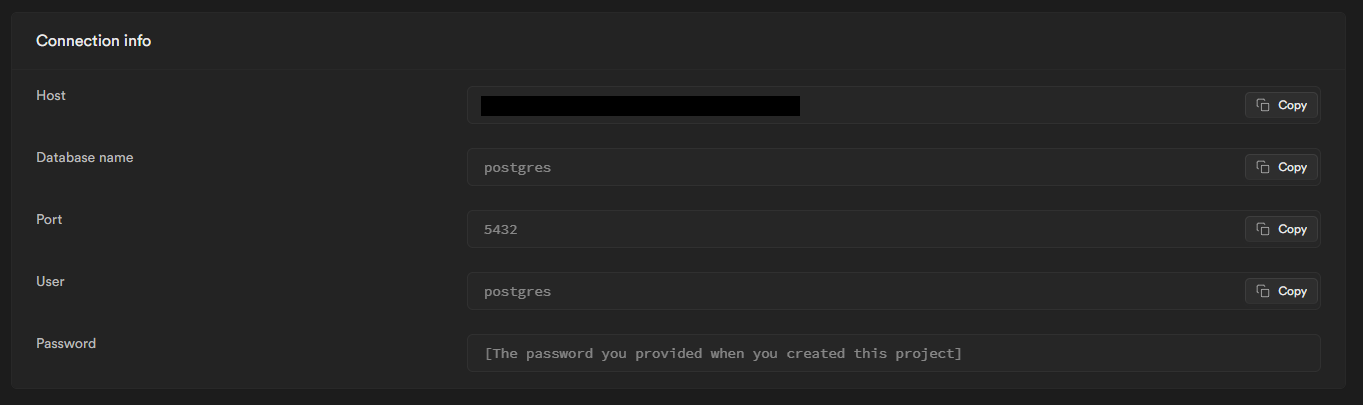 Connection info
Host
Copy
Database name
postgres
Copy
Port
5432
Copy
User
postgres
Copy
Password
[The password you provided when you created this project]